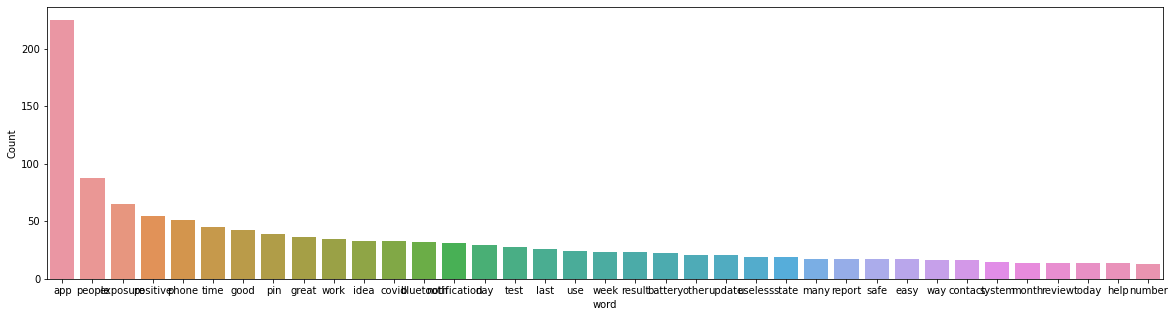 200
150
100
50
0
Count
app people exposure positive phone time good pin great work idea covid bluetooth notification day test last use week result battery other update useless state many report safe easy way contact system month review today help number
word